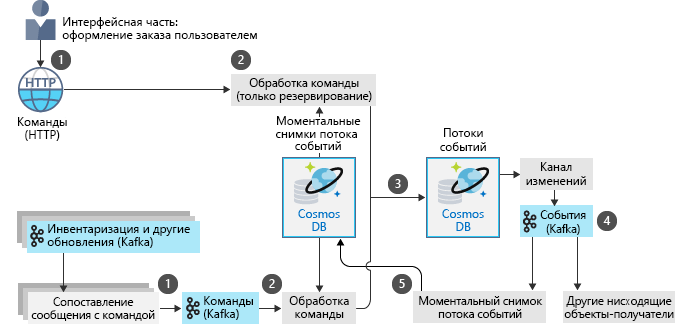 Интерфейсная часть:
оформление заказа пользователем
1
2
HTTP
Команды
(HTTP)
Обработка команды
(только резервирование)
Моментальные
снимки потока
событий
Cosmos
DB
3
Потоки
событий
Cosmos
DB
Канал
изменений
События
(Kafka)
4
Инвентаризация и другие
обновления (Kafka)
Сопоставление
сообщения с командой
1
Команды
(Kafka)
2
Обработка
команды
5
Моментальный снимок
потока событий
Другие нисходящие
объекты-получатели